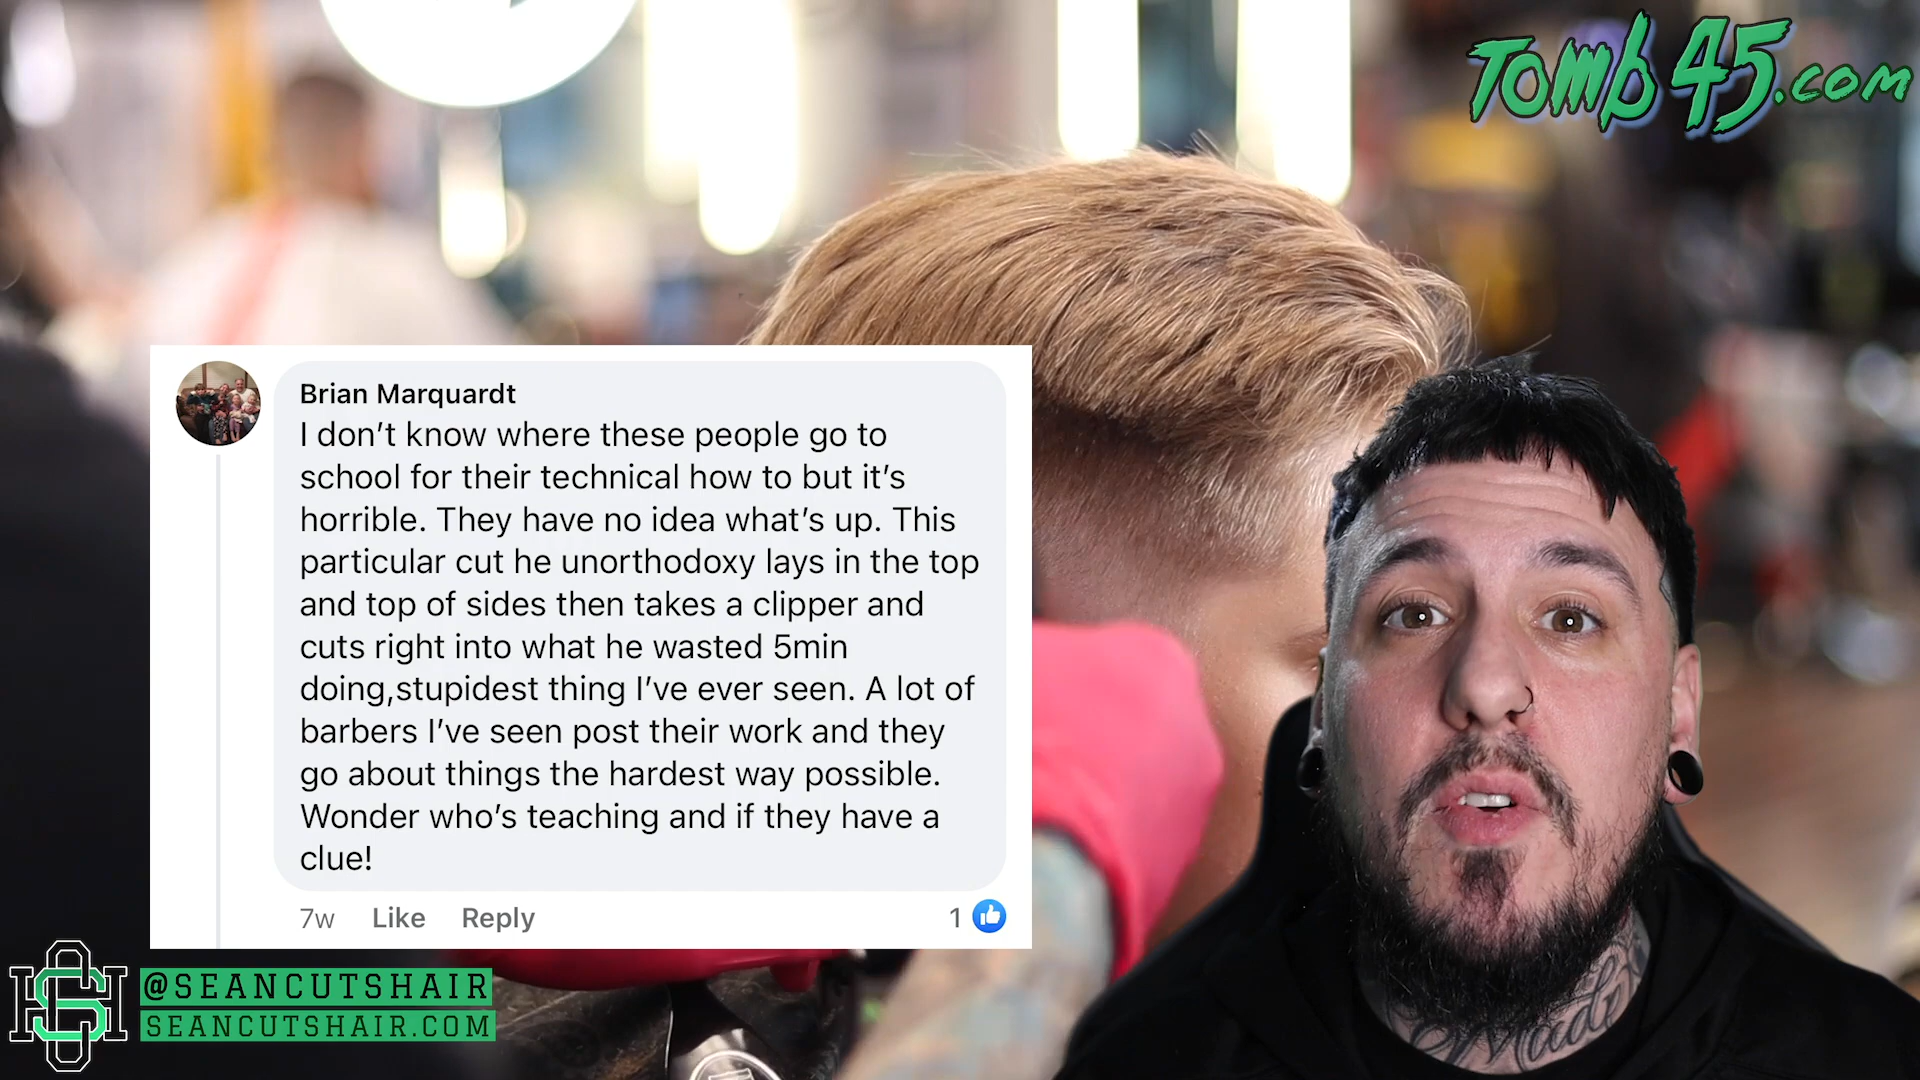 Tomb45.com
Brian Marquardt
I don't know where these people go to
school for their technical how to but it's
horrible. They have no idea what's up. This
particular cut he unorthodoxy lays in the top
and top of sides then takes a clipper and
cuts right into what he wasted 5min
doing,stupidest thing I've ever seen. A lot of
barbers I've seen post their work and they
go about things the hardest way possible.
Wonder who's teaching and if they have a
clue!
7w Like Reply 1
@SEANCUTSHAIR
SEANCUTSHAIR.COM